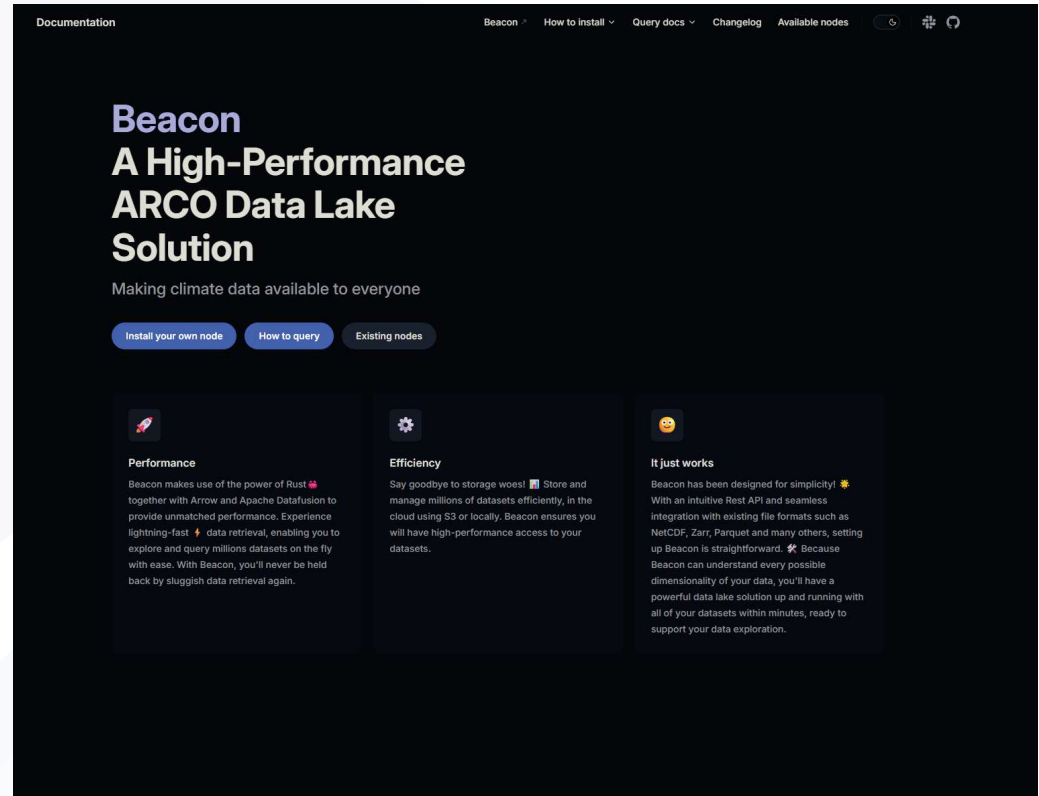 Documentation
Beacon How to install Query docs Changelog Available nodes
Beacon
A High-Performance
ARCO Data Lake
Solution
Making climate data available to everyone
Install your own node How to query Existing nodes
Performance
Beacon makes use of the power of Rust
together with Arrow and Apache Datafusion to
provide unmatched performance. Experience
lightning-fast data retrieval, enabling you to
explore and query millions datasets on the fly
with ease. With Beacon, you'll never be held
back by sluggish data retrieval again.
Efficiency
Say goodbye to storage woes! Store and
manage millions of datasets efficiently, in the
cloud using S3 or locally. Beacon ensures you
will have high-performance access to your
datasets.
It just works
Beacon has been designed for simplicity!
With an intuitive Rest API and seamless
integration with existing file formats such as
NetCDF, Zarr, Parquet and many others, setting
up Beacon is straightforward. Because
Beacon can understand every possible
dimensionality of your data, you'll have a
powerful data lake solution up and running with
all of your datasets within minutes, ready to
support your data exploration.